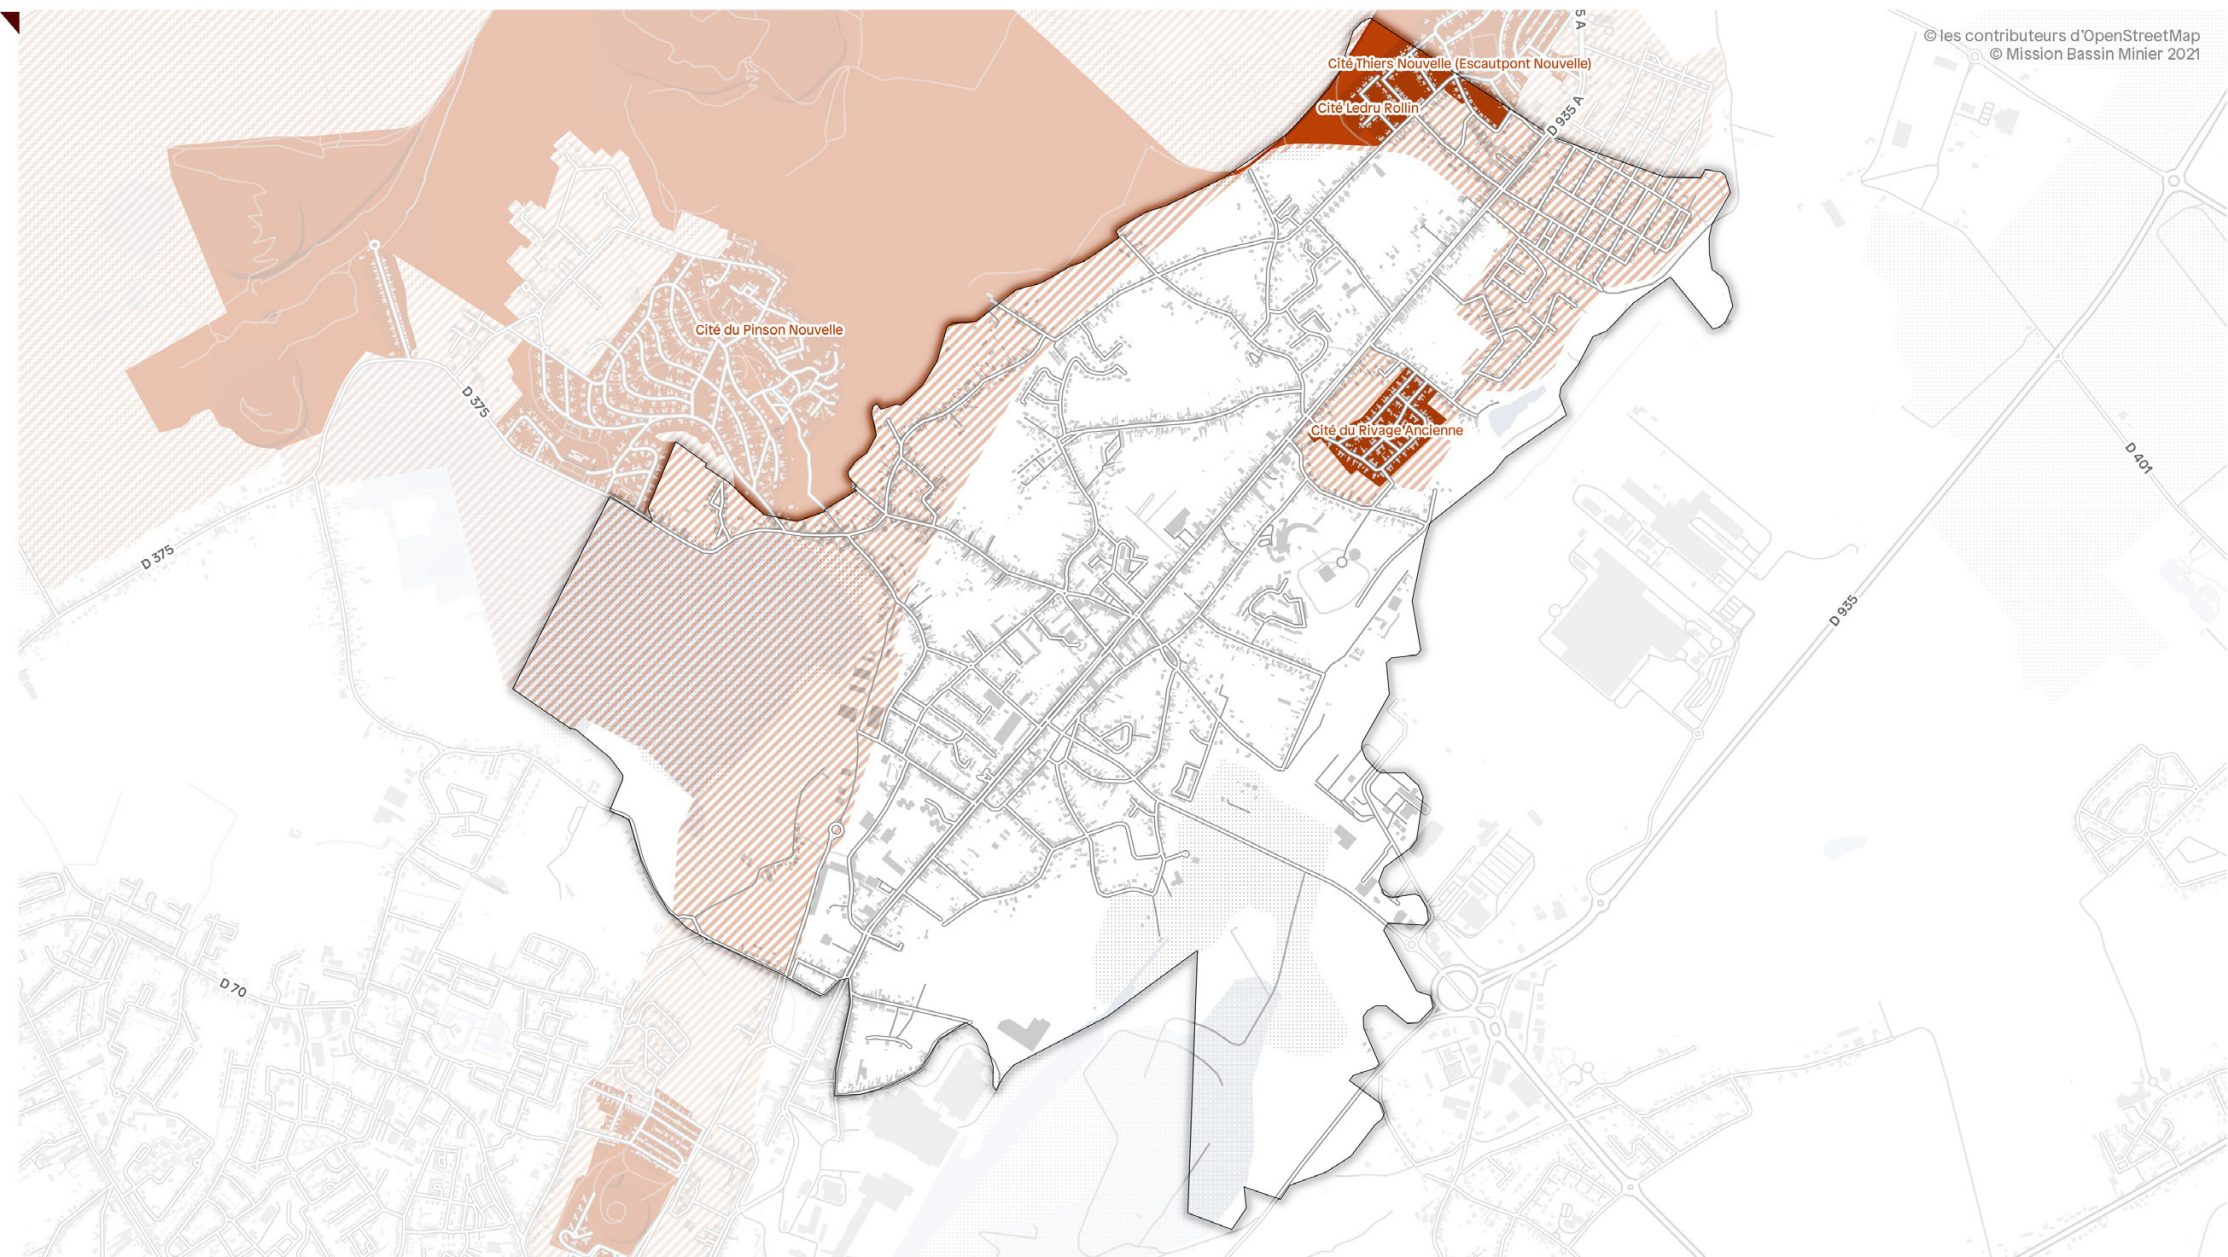 5 A
© les contributeurs d'OpenStreetMap
© Mission Bassin Minier 2021
Cité Thiers Nouvelle (Escautpont Nouvelle)
Cité Ledru Rollin
D 935 A
Cité du Pinson Nouvelle
D 375
Cité du Rivage Ancienne
D 401
D 375
D 935
D 70